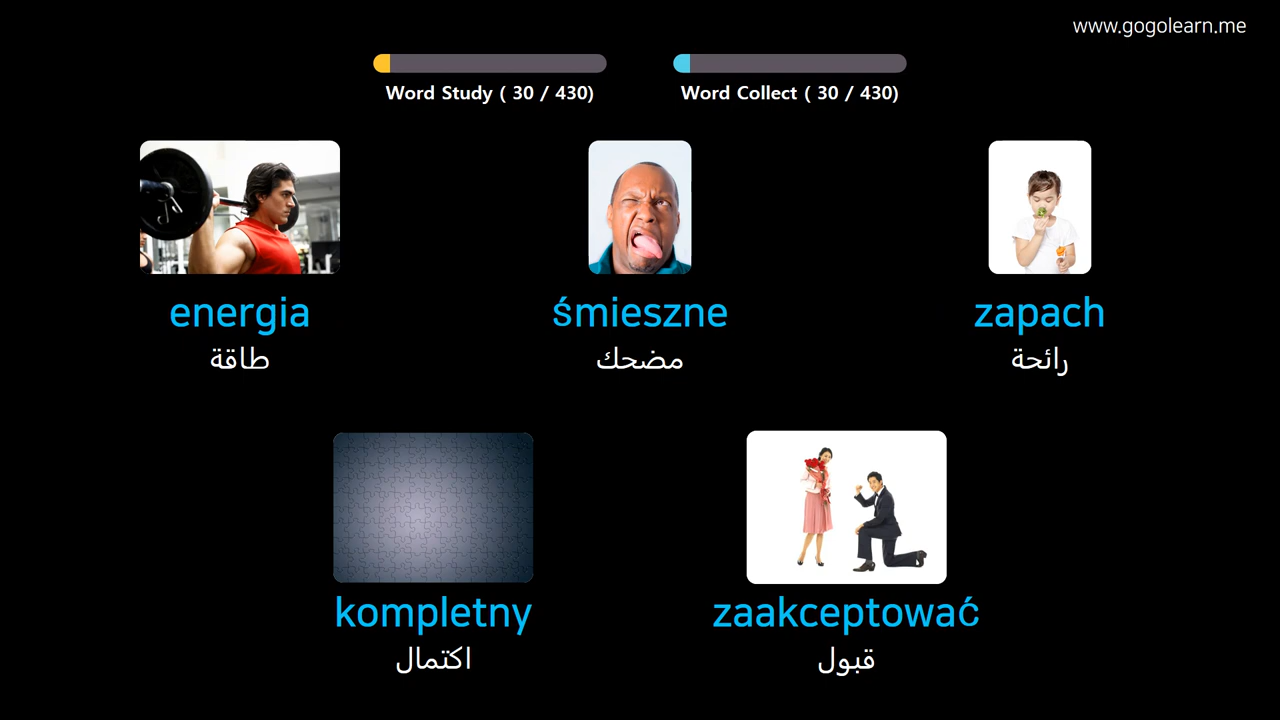 www.gogolearn.me
Word Study ( 30 / 430)
Word Collect ( 30 / 430)
energia
طاقة
śmieszne
مضحك
zapach
رائحة
kompletny
اكتمال
zaakceptować
قبول